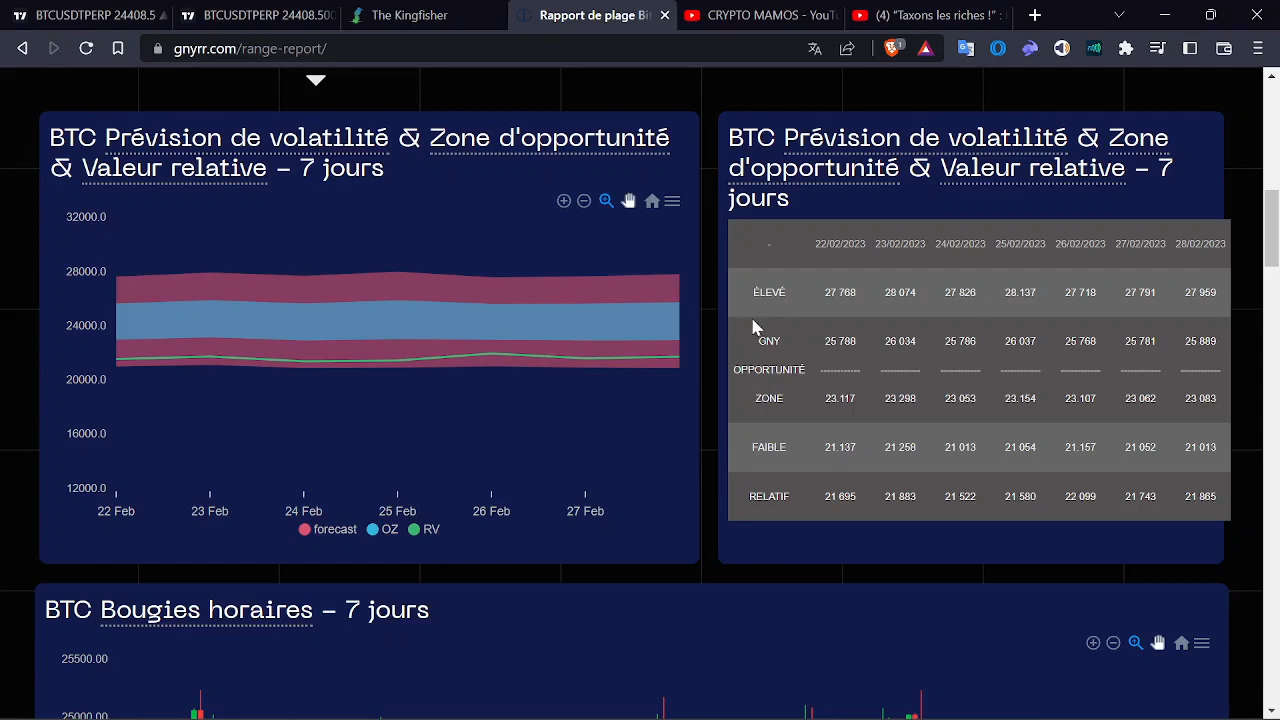 BTCUSDTPERP 24408.5
BTCUSDTPERP 24408.500
The Kingfisher
Rapport de plage Bi
CRYPTO MAMOS - YouTu
(4) “Taxons les riches !” :
gnyrr.com/range-report/
1
BTC Prévision de volatilité & Zone d'opportunité
& Valeur relative - 7 jours
32000.0
28000.0
24000.0
20000.0
16000.0
12000.0
22 Feb 23 Feb 24 Feb 25 Feb 26 Feb 27 Feb
forecast OZ RV
BTC Prévision de volatilité & Zone
d'opportunité & Valeur relative - 7
jours
- 22/02/2023 23/02/2023 24/02/2023 25/02/2023 26/02/2023 27/02/2023 28/02/2023
ÉLEVÉ 27 768 28 074 27 826 28.137 27 718 27 791 27 959
GNY 25 788 26 034 25 786 26 037 25 768 25 781 25 889
OPPORTUNITÉ ------------ ------------ ------------ ------------ ------------ ------------ ------------
ZONE 23.117 23 298 23 053 23.154 23.107 23 062 23 083
FAIBLE 21.137 21 258 21 013 21 054 21.157 21 052 21 013
RELATIF 21 695 21 883 21 522 21 580 22 099 21 743 21 865
BTC Bougies horaires - 7 jours
25500.00
25000.00